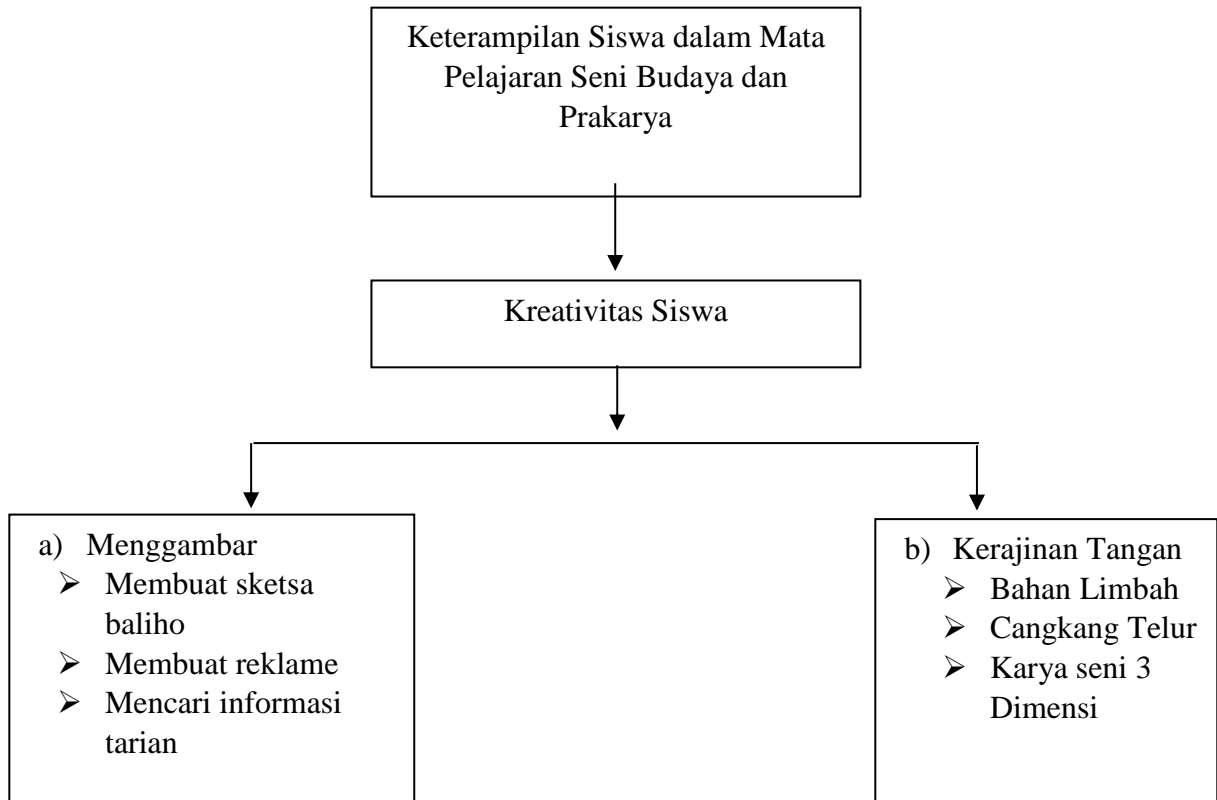 Keterampilan Siswa dalam Mata
Pelajaran Seni Budaya dan
Prakarya
Kreativitas Siswa
a) Menggambar
➢ Membuat sketsa
baliho
➢ Membuat reklame
➢ Mencari informasi
tarian
b) Kerajinan Tangan
➢ Bahan Limbah
➢ Cangkang Telur
➢ Karya seni 3
Dimensi